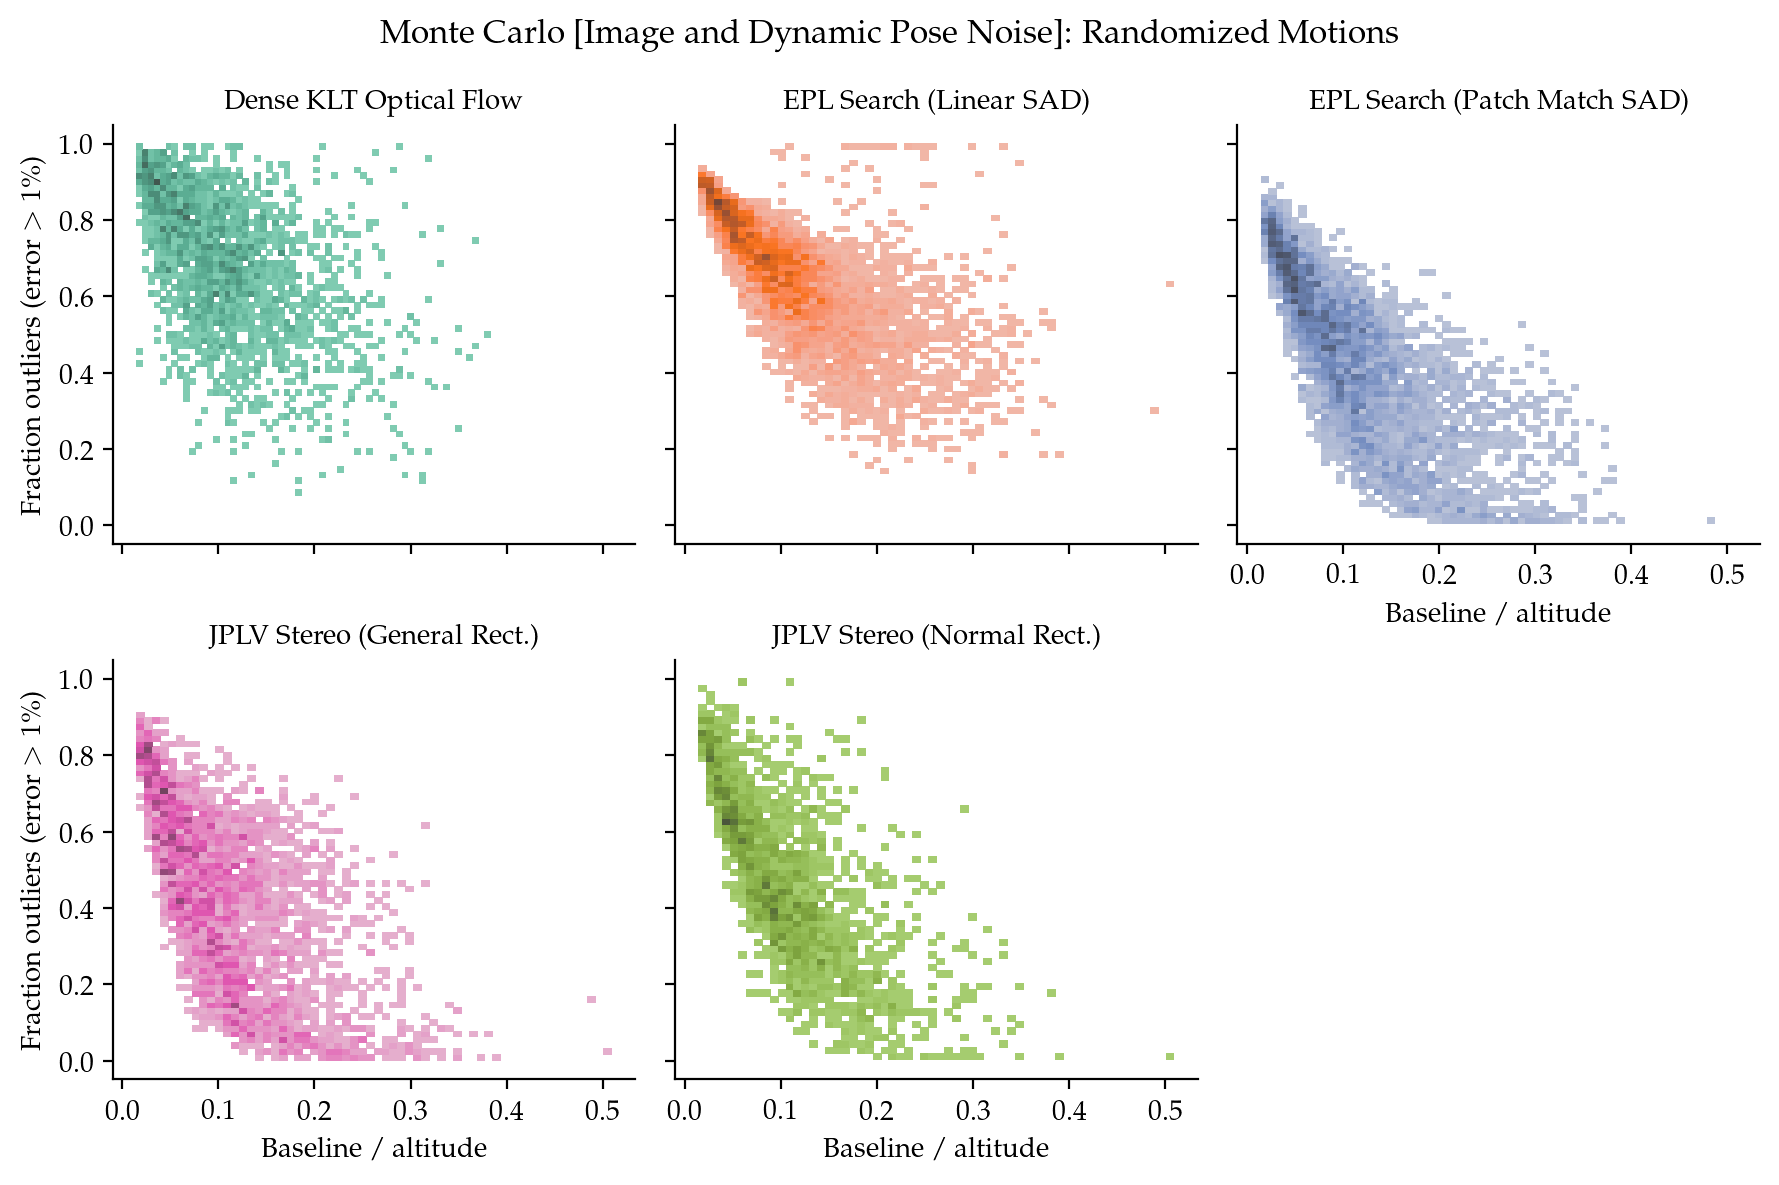 Monte Carlo [Image and Dynamic Pose Noise]: Randomized Motions
Dense KLT Optical Flow
EPL Search (Linear SAD)
EPL Search (Patch Match SAD)
Fraction outliers (error > 1%)
1.0
0.8
0.6
0.4
0.2
0.0
0.0 0.1 0.2 0.3 0.4 0.5
Baseline / altitude
JPLV Stereo (General Rect.)
JPLV Stereo (Normal Rect.)
Fraction outliers (error > 1%)
1.0
0.8
0.6
0.4
0.2
0.0
0.0 0.1 0.2 0.3 0.4 0.5
Baseline / altitude
0.0 0.1 0.2 0.3 0.4 0.5
Baseline / altitude